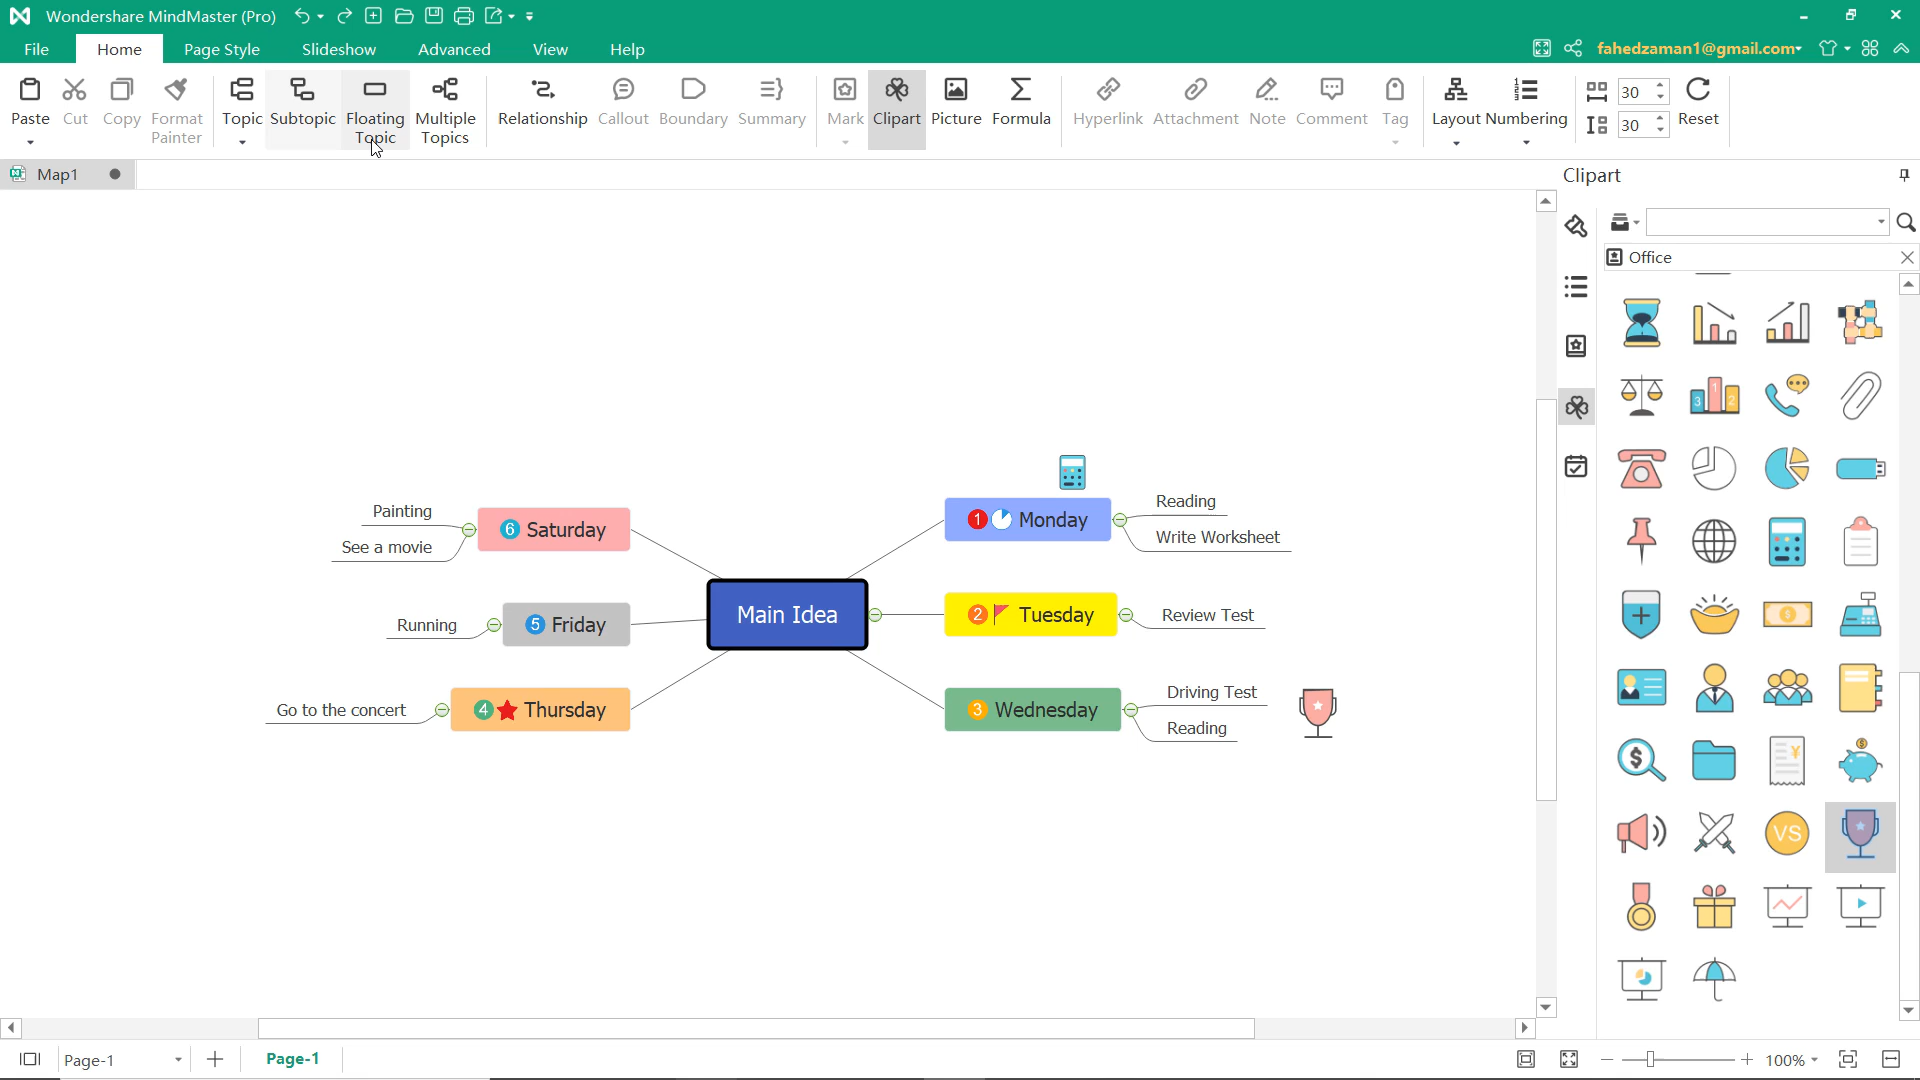 Wondershare MindMaster (Pro)
File Home Page Style Slideshow Advanced View Help
fahedzaman1@gmail.com
Paste Cut Copy Format Painter Topic Subtopic Floating Topic Multiple Topics Relationship Callout Boundary Summary Mark Clipart Picture Formula Hyperlink Attachment Note Comment Tag Layout Numbering 30 30 Reset
Map1
Clipart
Office
Painting
See a movie
6 Saturday
Running
5 Friday
Go to the concert
4 Thursday
Main Idea
1 Monday
Reading
Write Worksheet
2 Tuesday
Review Test
3 Wednesday
Driving Test
Reading
3 1 2
VS
Page-1
Page-1
100%